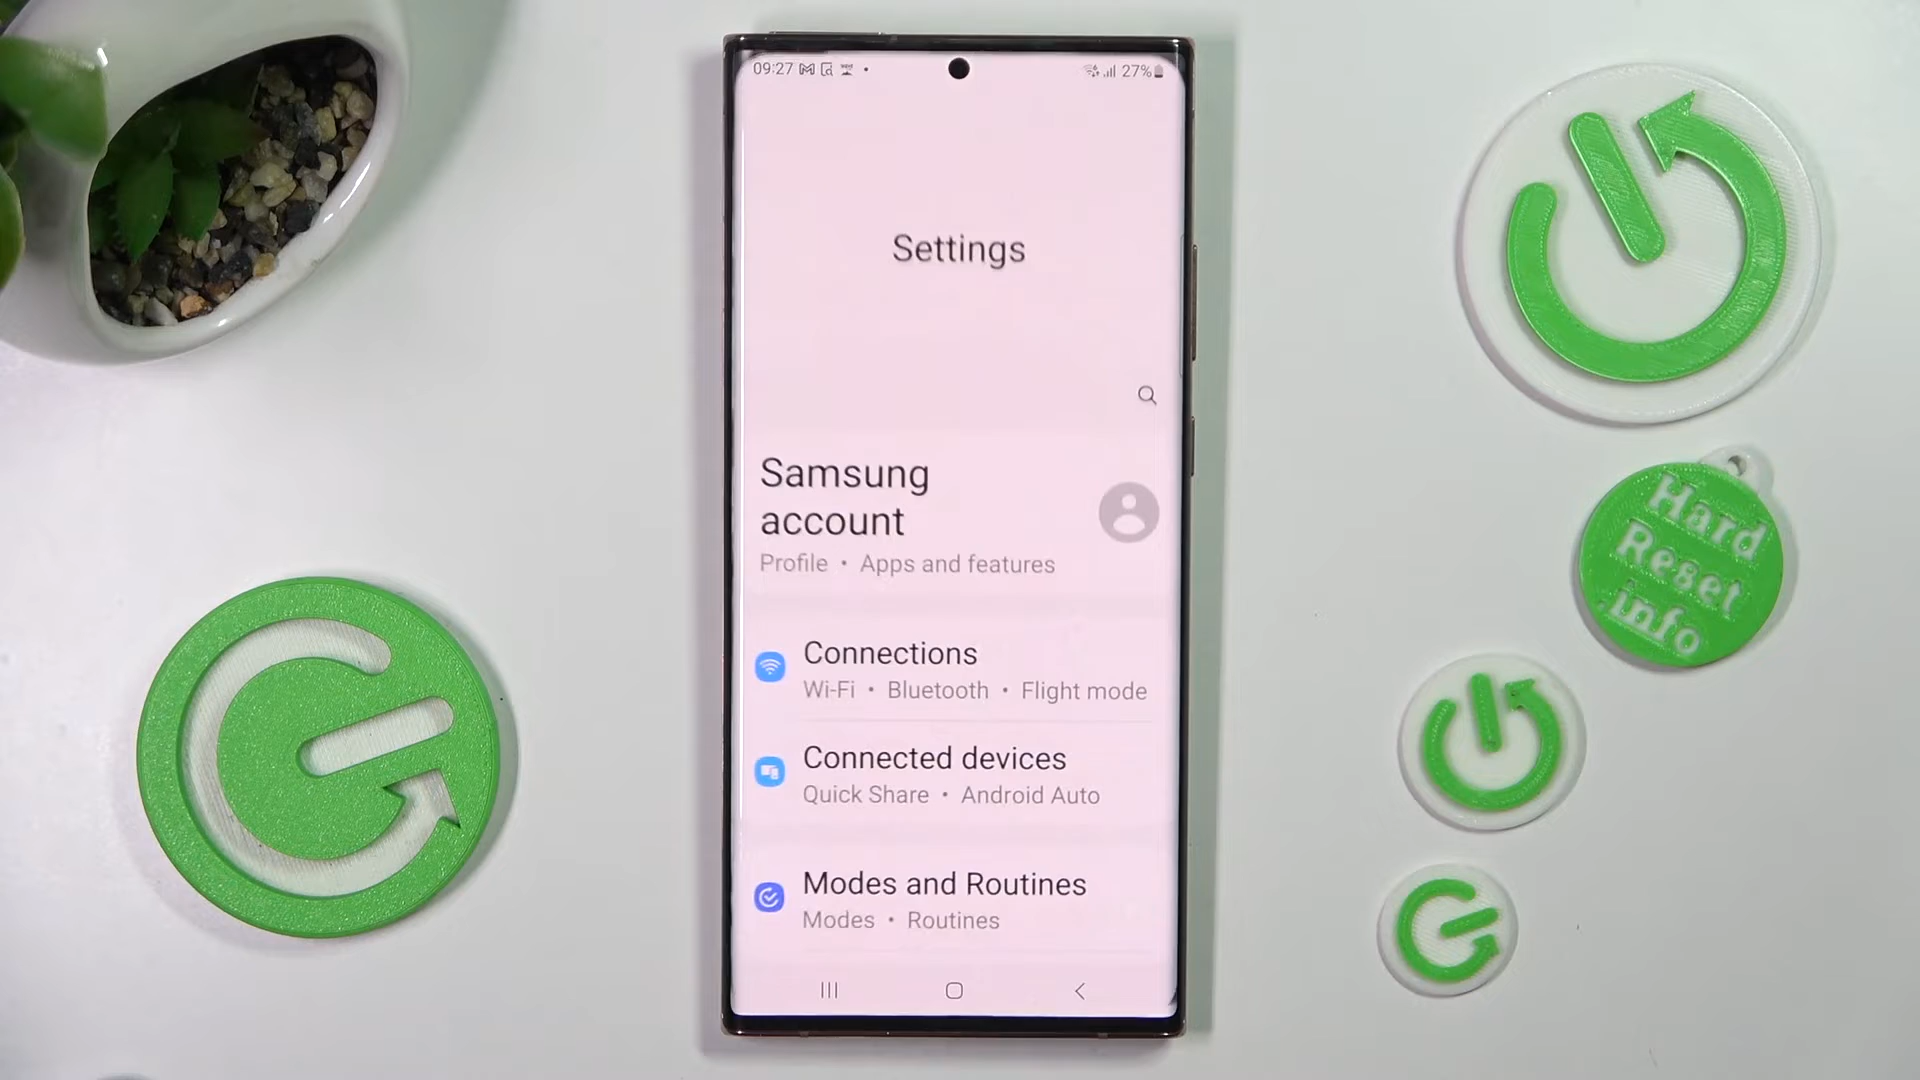 09:27
27%
Settings
Samsung
account
Profile • Apps and features
Connections
Wi-Fi • Bluetooth • Flight mode
Connected devices
Quick Share • Android Auto
Modes and Routines
Modes • Routines
Hard
Reset
.info